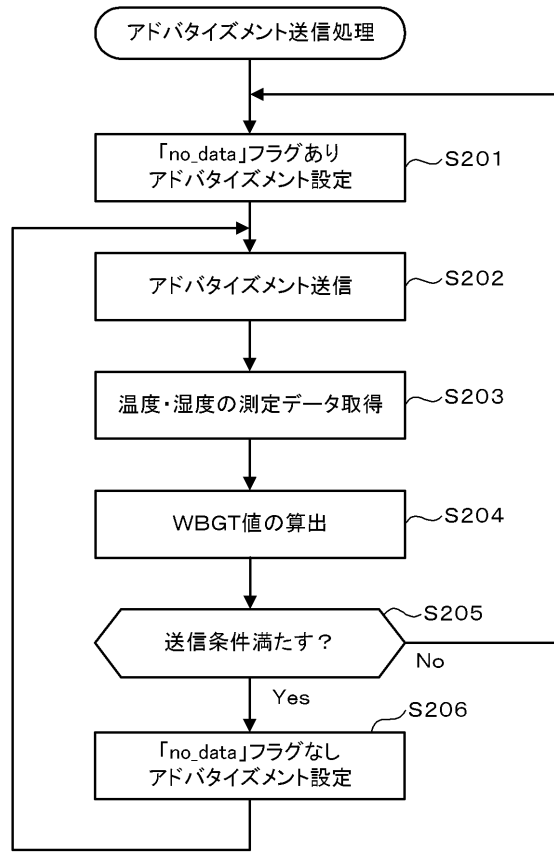 アドバタイズメント送信処理
「no_data」フラグあり
アドバタイズメント設定
S201
アドバタイズメント送信
S202
温度・湿度の測定データ取得
S203
WBGT値の算出
S204
送信条件満たす？
S205
No
Yes
「no_data」フラグなし
アドバタイズメント設定
S206